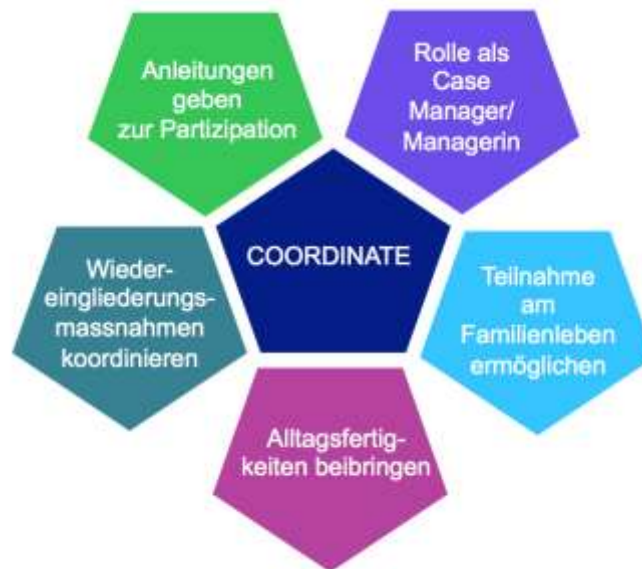 Anleitungen
geben
zur Partizipation
Rolle als
Case
Manager/
Managerin
COORDINATE
Wieder-
eingliederungs-
massnahmen
koordinieren
Teilnahme
am
Familienleben
ermöglichen
Alltagsfertig-
keiten beibringen